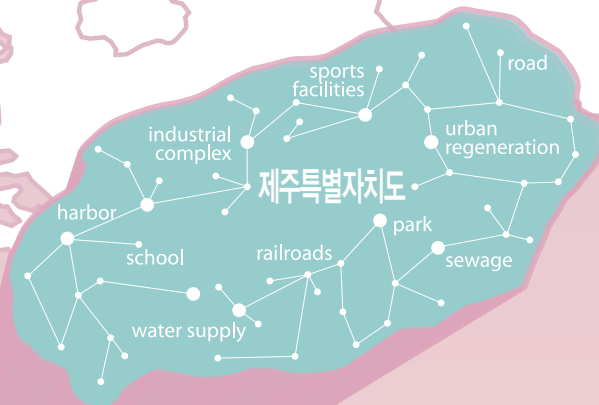 sports
facilities
road
industrial
complex
urban
regeneration
제주특별자치도
harbor
park
school
railroads
sewage
water supply